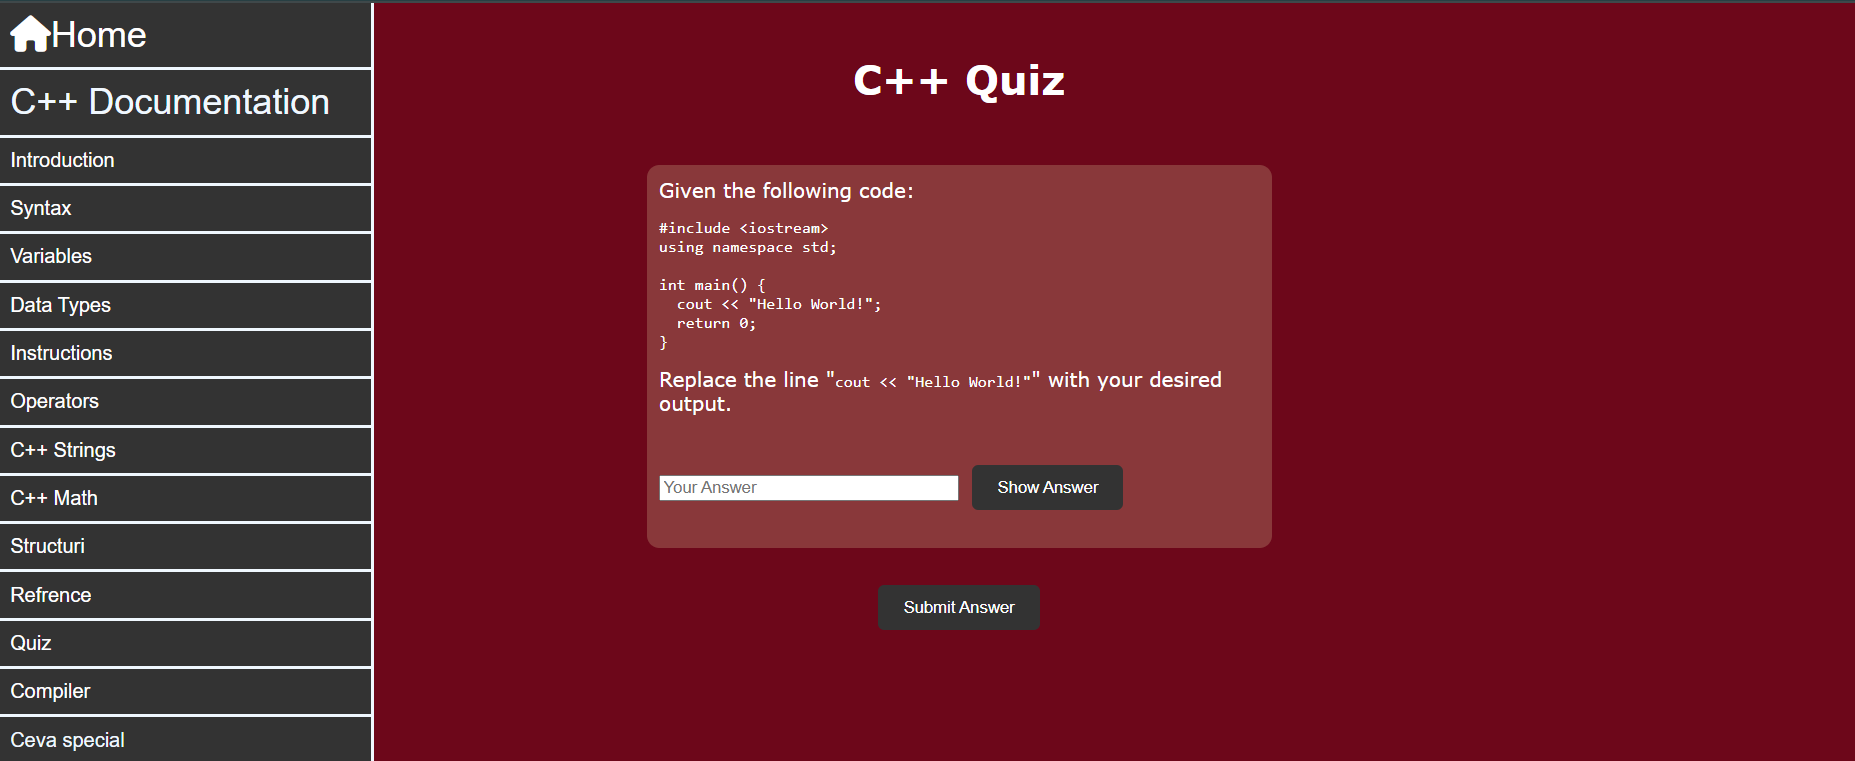 Home
C++ Documentation
Introduction
Syntax
Variables
Data Types
Instructions
Operators
C++ Strings
C++ Math
Structuri
Refrence
Quiz
Compiler
Ceva special
C++ Quiz
Given the following code:
#include <iostream>
using namespace std;
int main() {
  cout << "Hello World!";
  return 0;
}
Replace the line "cout << "Hello World!"" with your desired
output.
Your Answer
Show Answer
Submit Answer